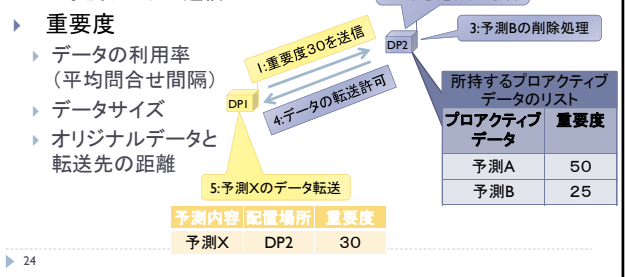 重要度
データの利用率
（平均問合せ間隔）
データサイズ
オリジナルデータと
転送先の距離
1:重要度30を送信
4:データの転送許可
DP1
DP2
3:予測Bの削除処理
5:予測Xのデータ転送
所持するプロアクティブ
データのリスト
プロアクティブ 重要度
データ
予測A 50
予測B 25
予測内容 配置場所 重要度
予測X DP2 30
24